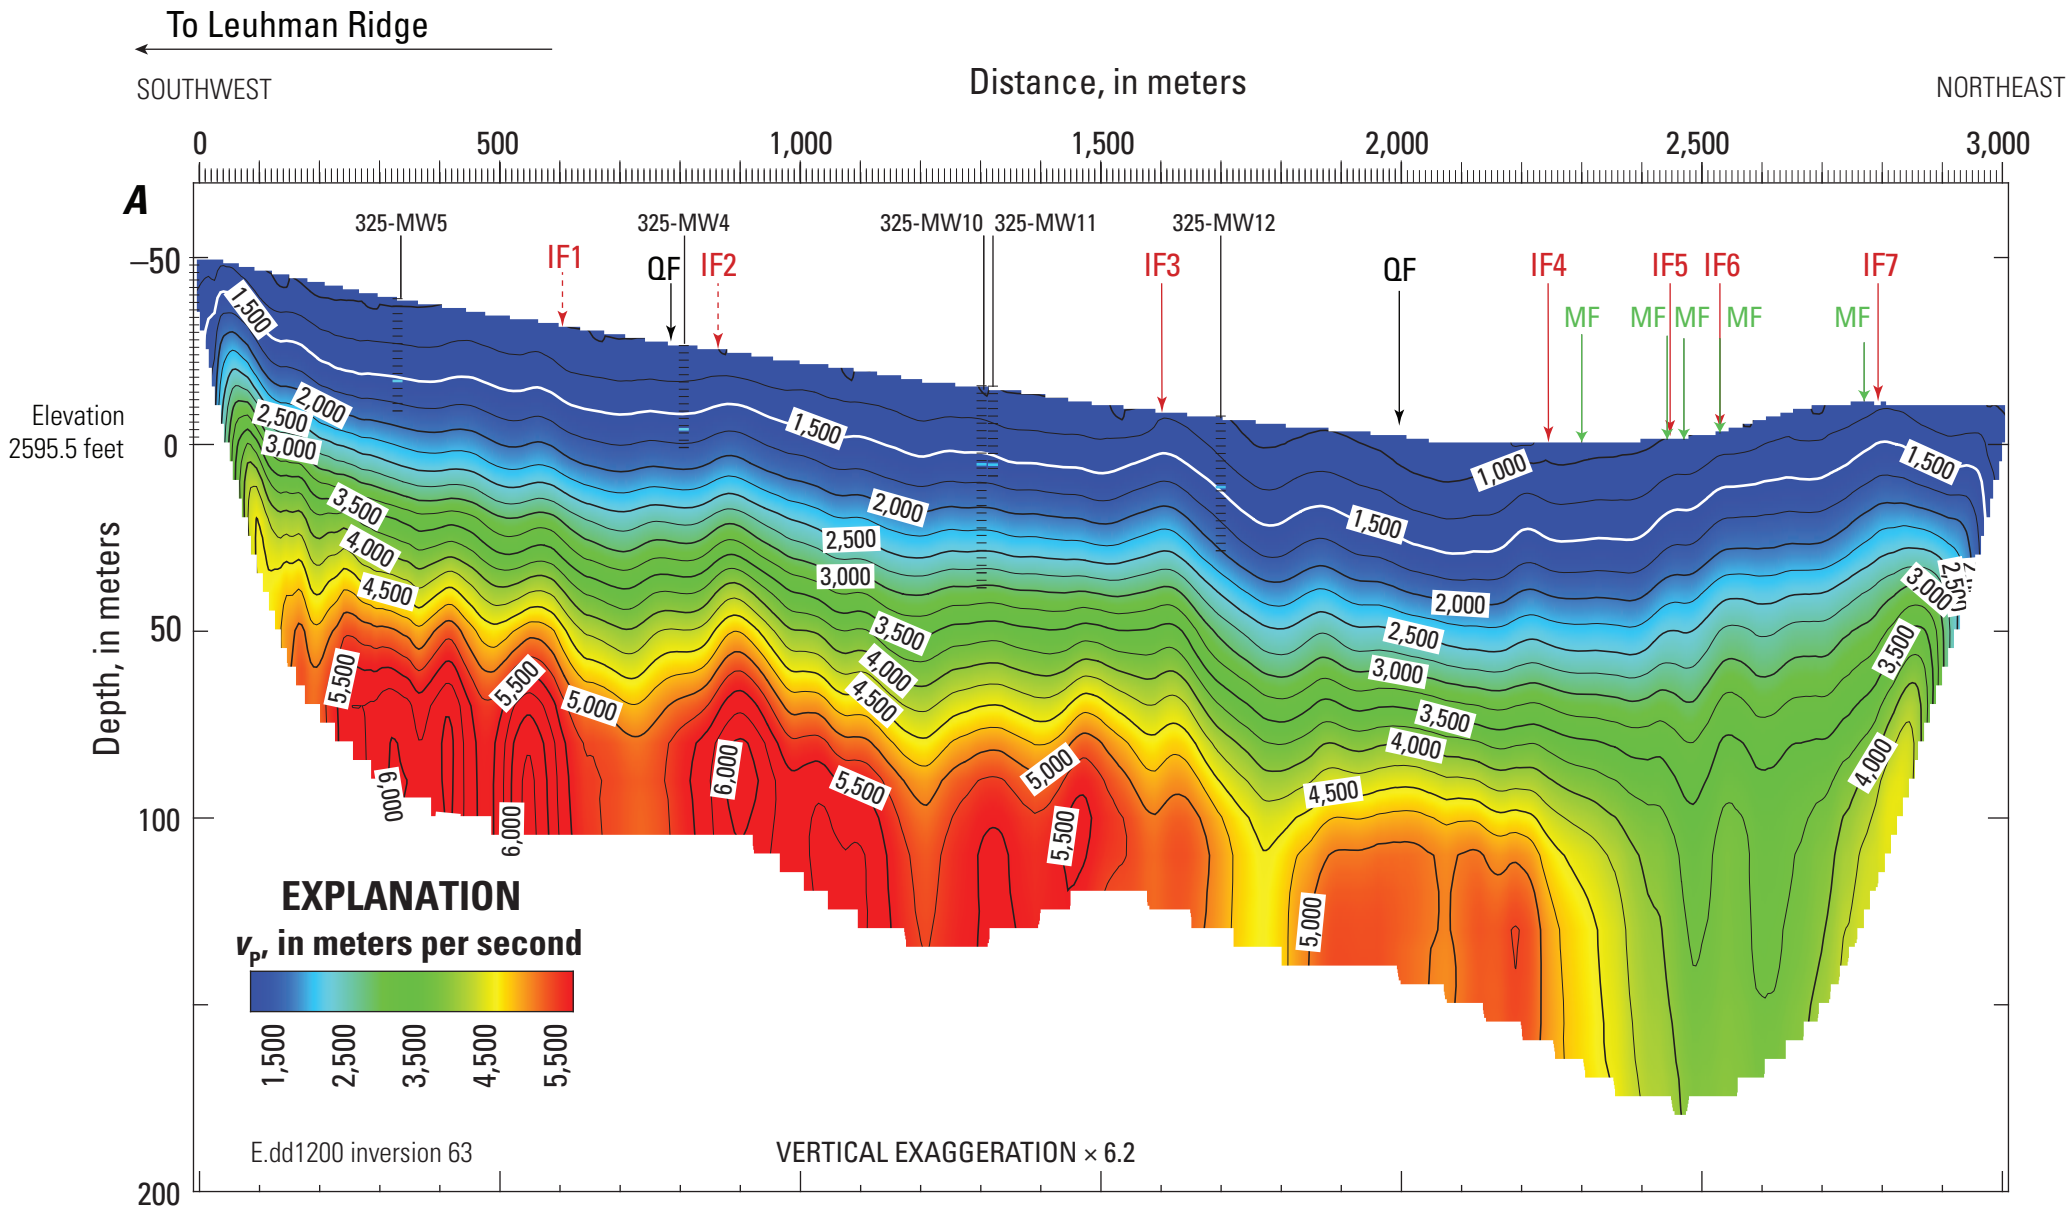 To Leuhman Ridge
SOUTHWEST
Distance, in meters
NORTHEAST
0 500 1,000 1,500 2,000 2,500 3,000
A
325-MW5 325-MW4 325-MW10 325-MW11 325-MW12
IF1 QF IF2 IF3 QF IF4 IF5 IF6 IF7
MF MF MF MF MF
–50
Elevation
2595.5 feet
0
50
100
200
Depth, in meters
1,500
2,000
2,500
3,000
3,500
4,000
4,500
5,500
5,500
5,000
6,000
6,000
6,000
1,500
2,000
2,500
3,000
3,500
4,000
4,500
5,500
5,000
5,500
1,000
1,500
2,000
2,500
3,000
3,500
4,000
4,500
5,000
1,500
2,500
3,000
3,500
4,000
EXPLANATION
vP, in meters per second
1,500 2,500 3,500 4,500 5,500
E.dd1200 inversion 63
VERTICAL EXAGGERATION × 6.2